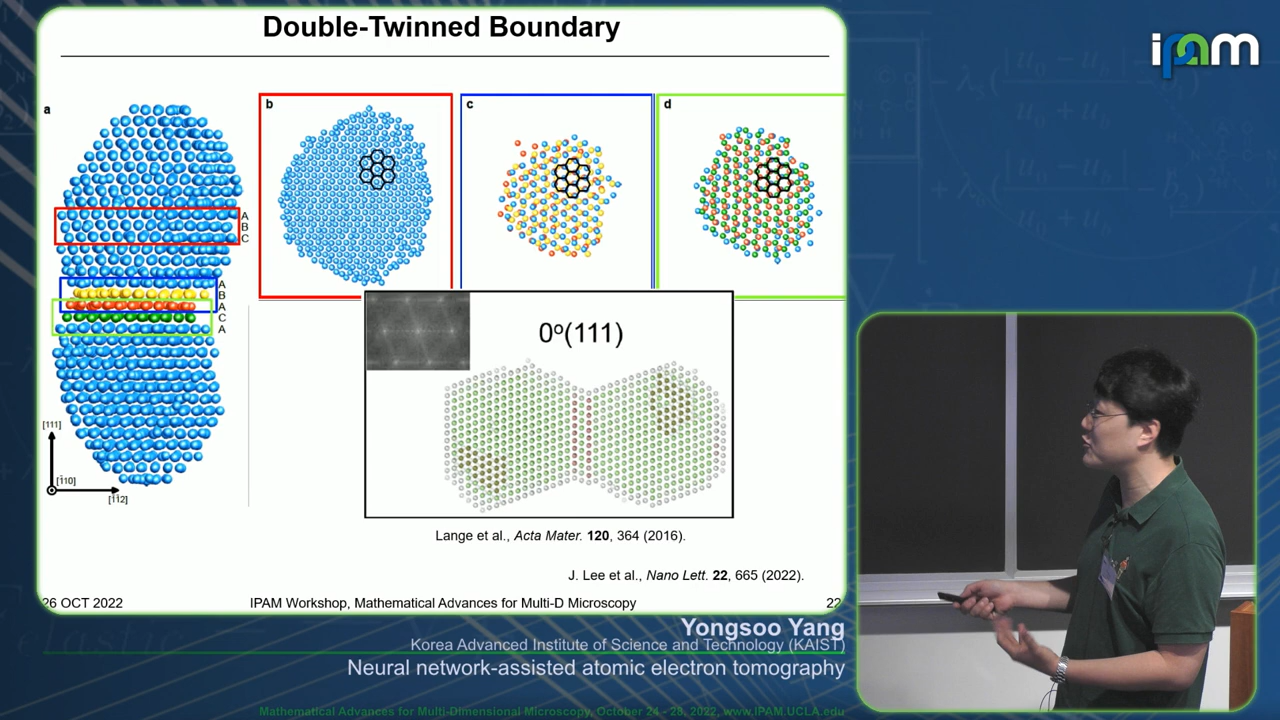 Double-Twinned Boundary
ipam
a
b
c
d
A
B
C
A
B
A
C
A
[111]
[1̄10]
[1̄1̄2]
0º(111)
Lange et al., Acta Mater. 120, 364 (2016).
J. Lee et al., Nano Lett. 22, 665 (2022).
26 OCT 2022
IPAM Workshop, Mathematical Advances for Multi-D Microscopy
22
Yongsoo Yang
Korea Advanced Institute of Science and Technology (KAIST)
Neural network-assisted atomic electron tomography
Mathematical Advances for Multi-Dimensional Microscopy, October 24 - 28, 2022, www.IPAM.UCLA.edu